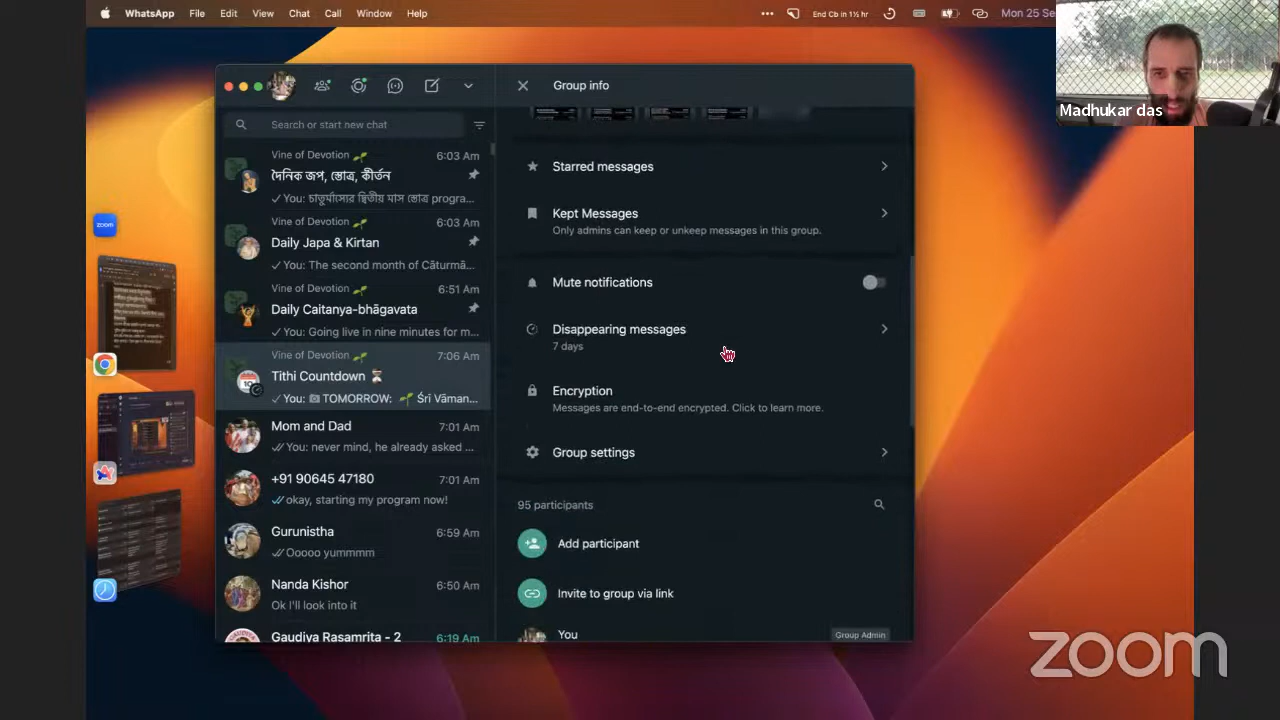 WhatsApp File Edit View Chat Call Window Help
End Cb in 1½ hr
Mon 25 Se
Madhukar das
Group info
Search or start new chat
Vine of Devotion 🌱 6:03 Am
দৈনিক জপ, স্তোত্র, কীর্তন
✓ You: চাতুর্মাস্যের দ্বিতীয় মাস স্তোত্র progra...
Vine of Devotion 🌱 6:03 Am
Daily Japa & Kirtan
✓ You: The second month of Cāturmā...
Vine of Devotion 🌱 6:51 Am
Daily Caitanya-bhāgavata
✓ You: Going live in nine minutes for m...
Vine of Devotion 🌱 7:06 Am
Tithi Countdown ⏳
✓ You: 📷 TOMORROW: 🌱 Śrī Vāman...
Mom and Dad 7:01 Am
✓✓ You: never mind, he already asked ...
+91 90645 47180 7:01 Am
✓✓ okay, starting my program now!
Gurunistha 6:59 Am
✓✓ Ooooo yummmm
Nanda Kishor 6:50 Am
Ok I'll look into it
Gaudiya Rasamrita - 2 6:19 Am
Starred messages
Kept Messages
Only admins can keep or unkeep messages in this group.
Mute notifications
Disappearing messages
7 days
Encryption
Messages are end-to-end encrypted. Click to learn more.
Group settings
95 participants
Add participant
Invite to group via link
You
Group Admin
zoom
zoom